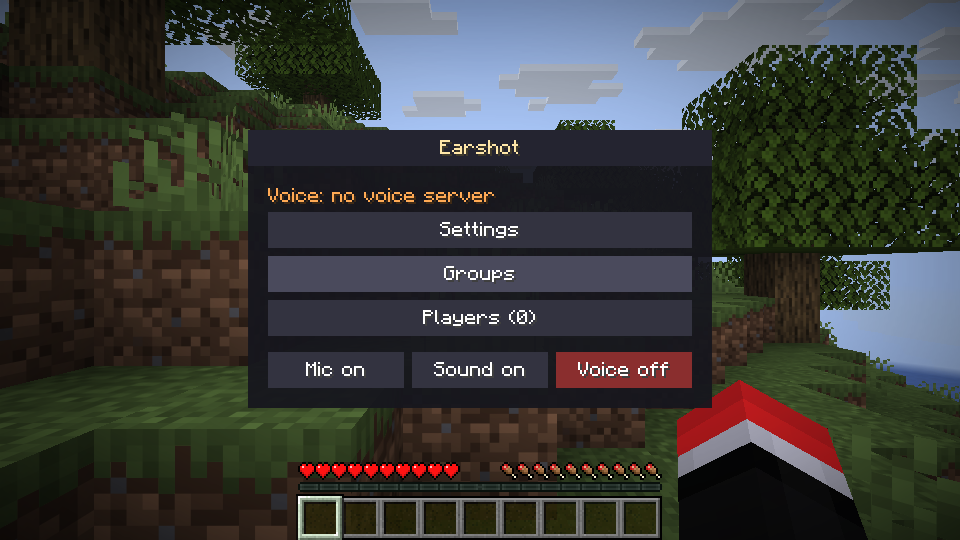 Earshot
Voice: no voice server
Settings
Groups
Players (0)
Mic on
Sound on
Voice off